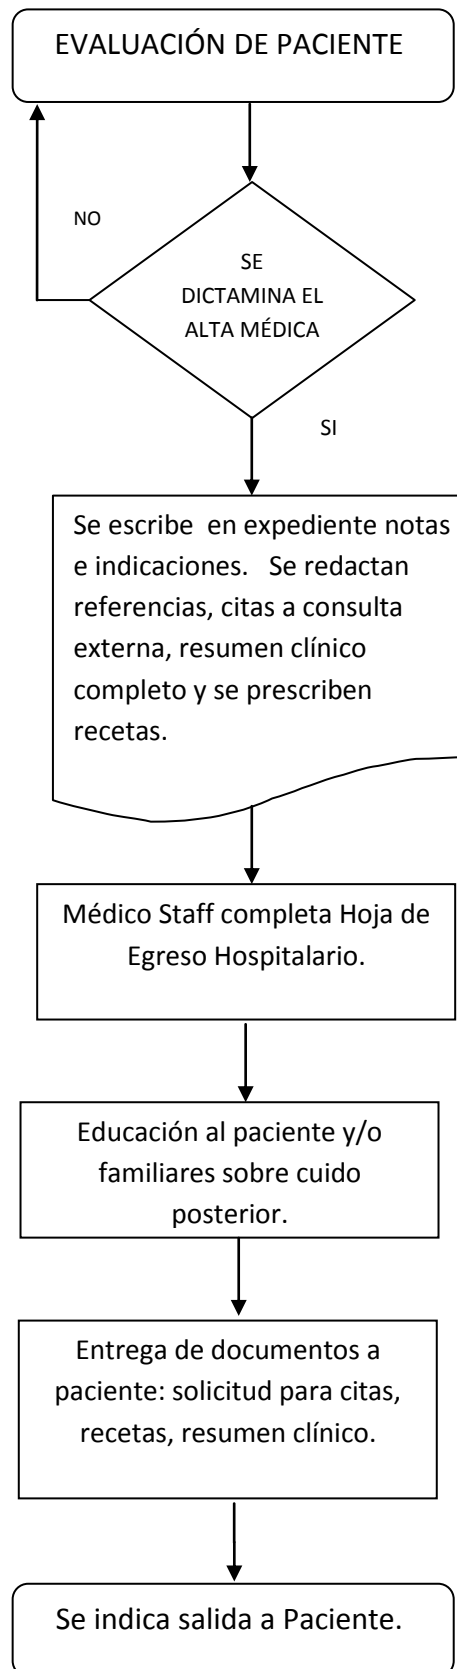 EVALUACIÓN DE PACIENTE
NO
SE
DICTAMINA EL
ALTA MÉDICA
SI
Se escribe en expediente notas
e indicaciones. Se redactan
referencias, citas a consulta
externa, resumen clínico
completo y se prescriben
recetas.
Médico Staff completa Hoja de
Egreso Hospitalario.
Educación al paciente y/o
familiares sobre cuido
posterior.
Entrega de documentos a
paciente: solicitud para citas,
recetas, resumen clínico.
Se indica salida a Paciente.